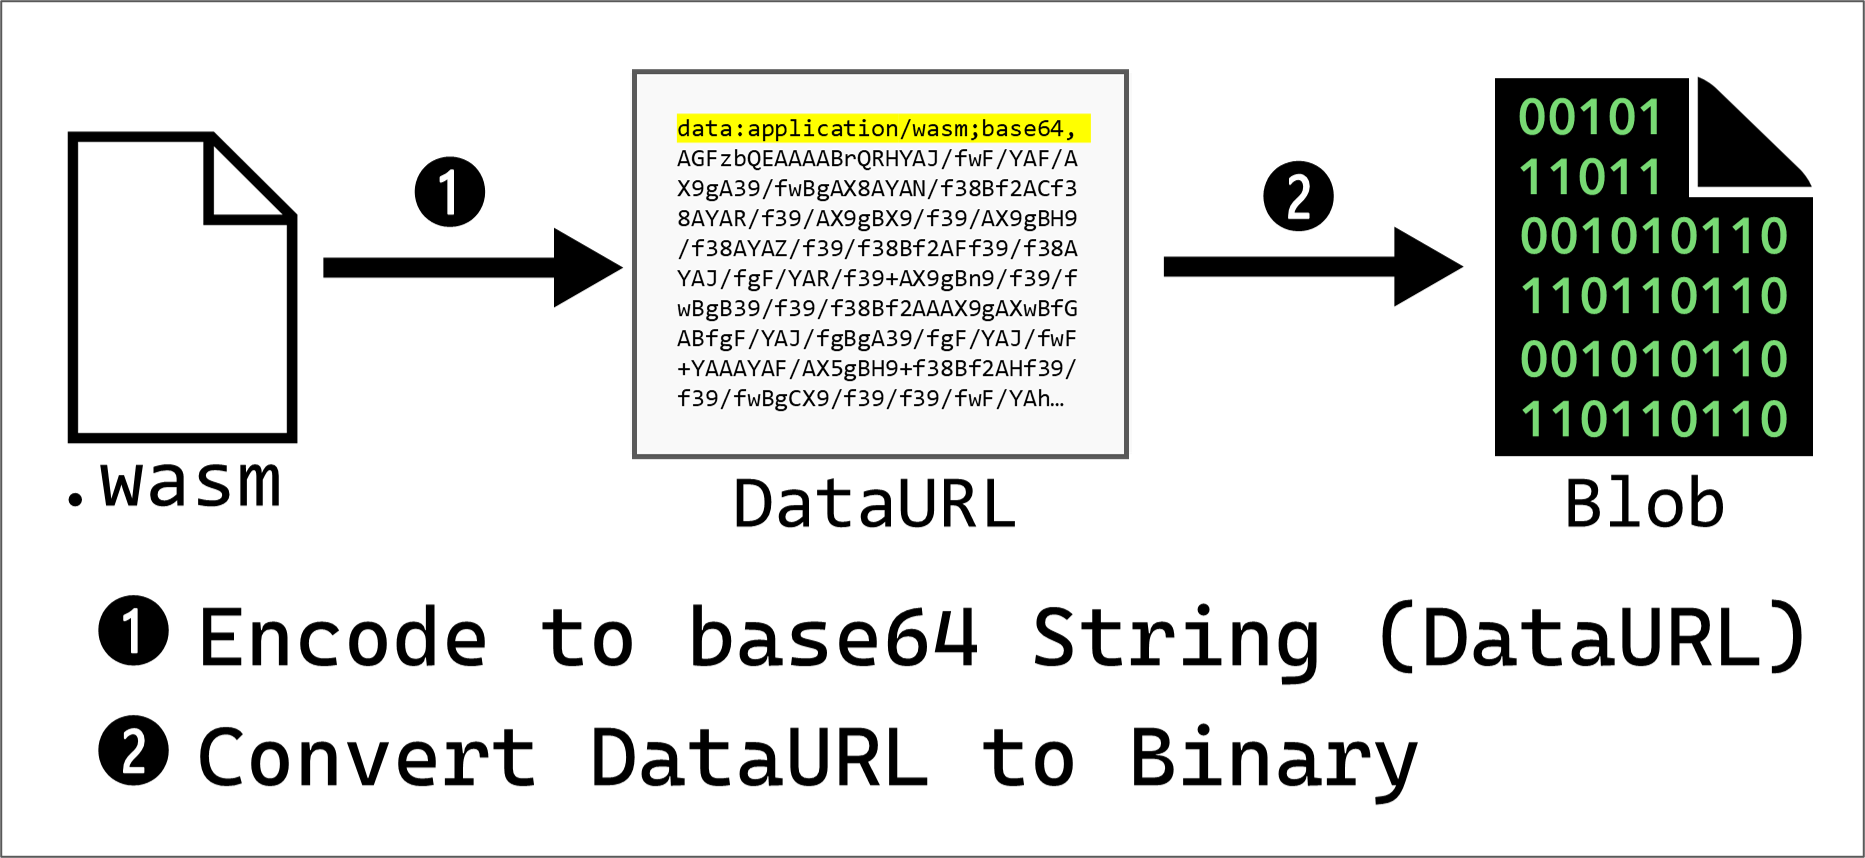 .wasm
❶
data:application/wasm;base64,
AGFzbQEAAAABrQRHYAJ/fwF/YAF/A
X9gA39/fwBgAX8AYAN/f38Bf2ACf3
8AYAR/f39/AX9gBX9/f39/AX9gBH9
/f38AYAZ/f39/f38Bf2AFf39/f38A
YAJ/fgF/YAR/f39+AX9gBn9/f39/f
wBgB39/f39/f38Bf2AAAX9gAXwBfG
ABfgF/YAJ/fgBgA39/fgF/YAJ/fwF
+YAAAYAF/AX5gBH9+f38Bf2AHf39/
f39/fwBgCX9/f39/f39/fwF/YAh…
DataURL
❷
00101
11011
001010110
110110110
001010110
110110110
Blob
❶ Encode to base64 String (DataURL)
❷ Convert DataURL to Binary